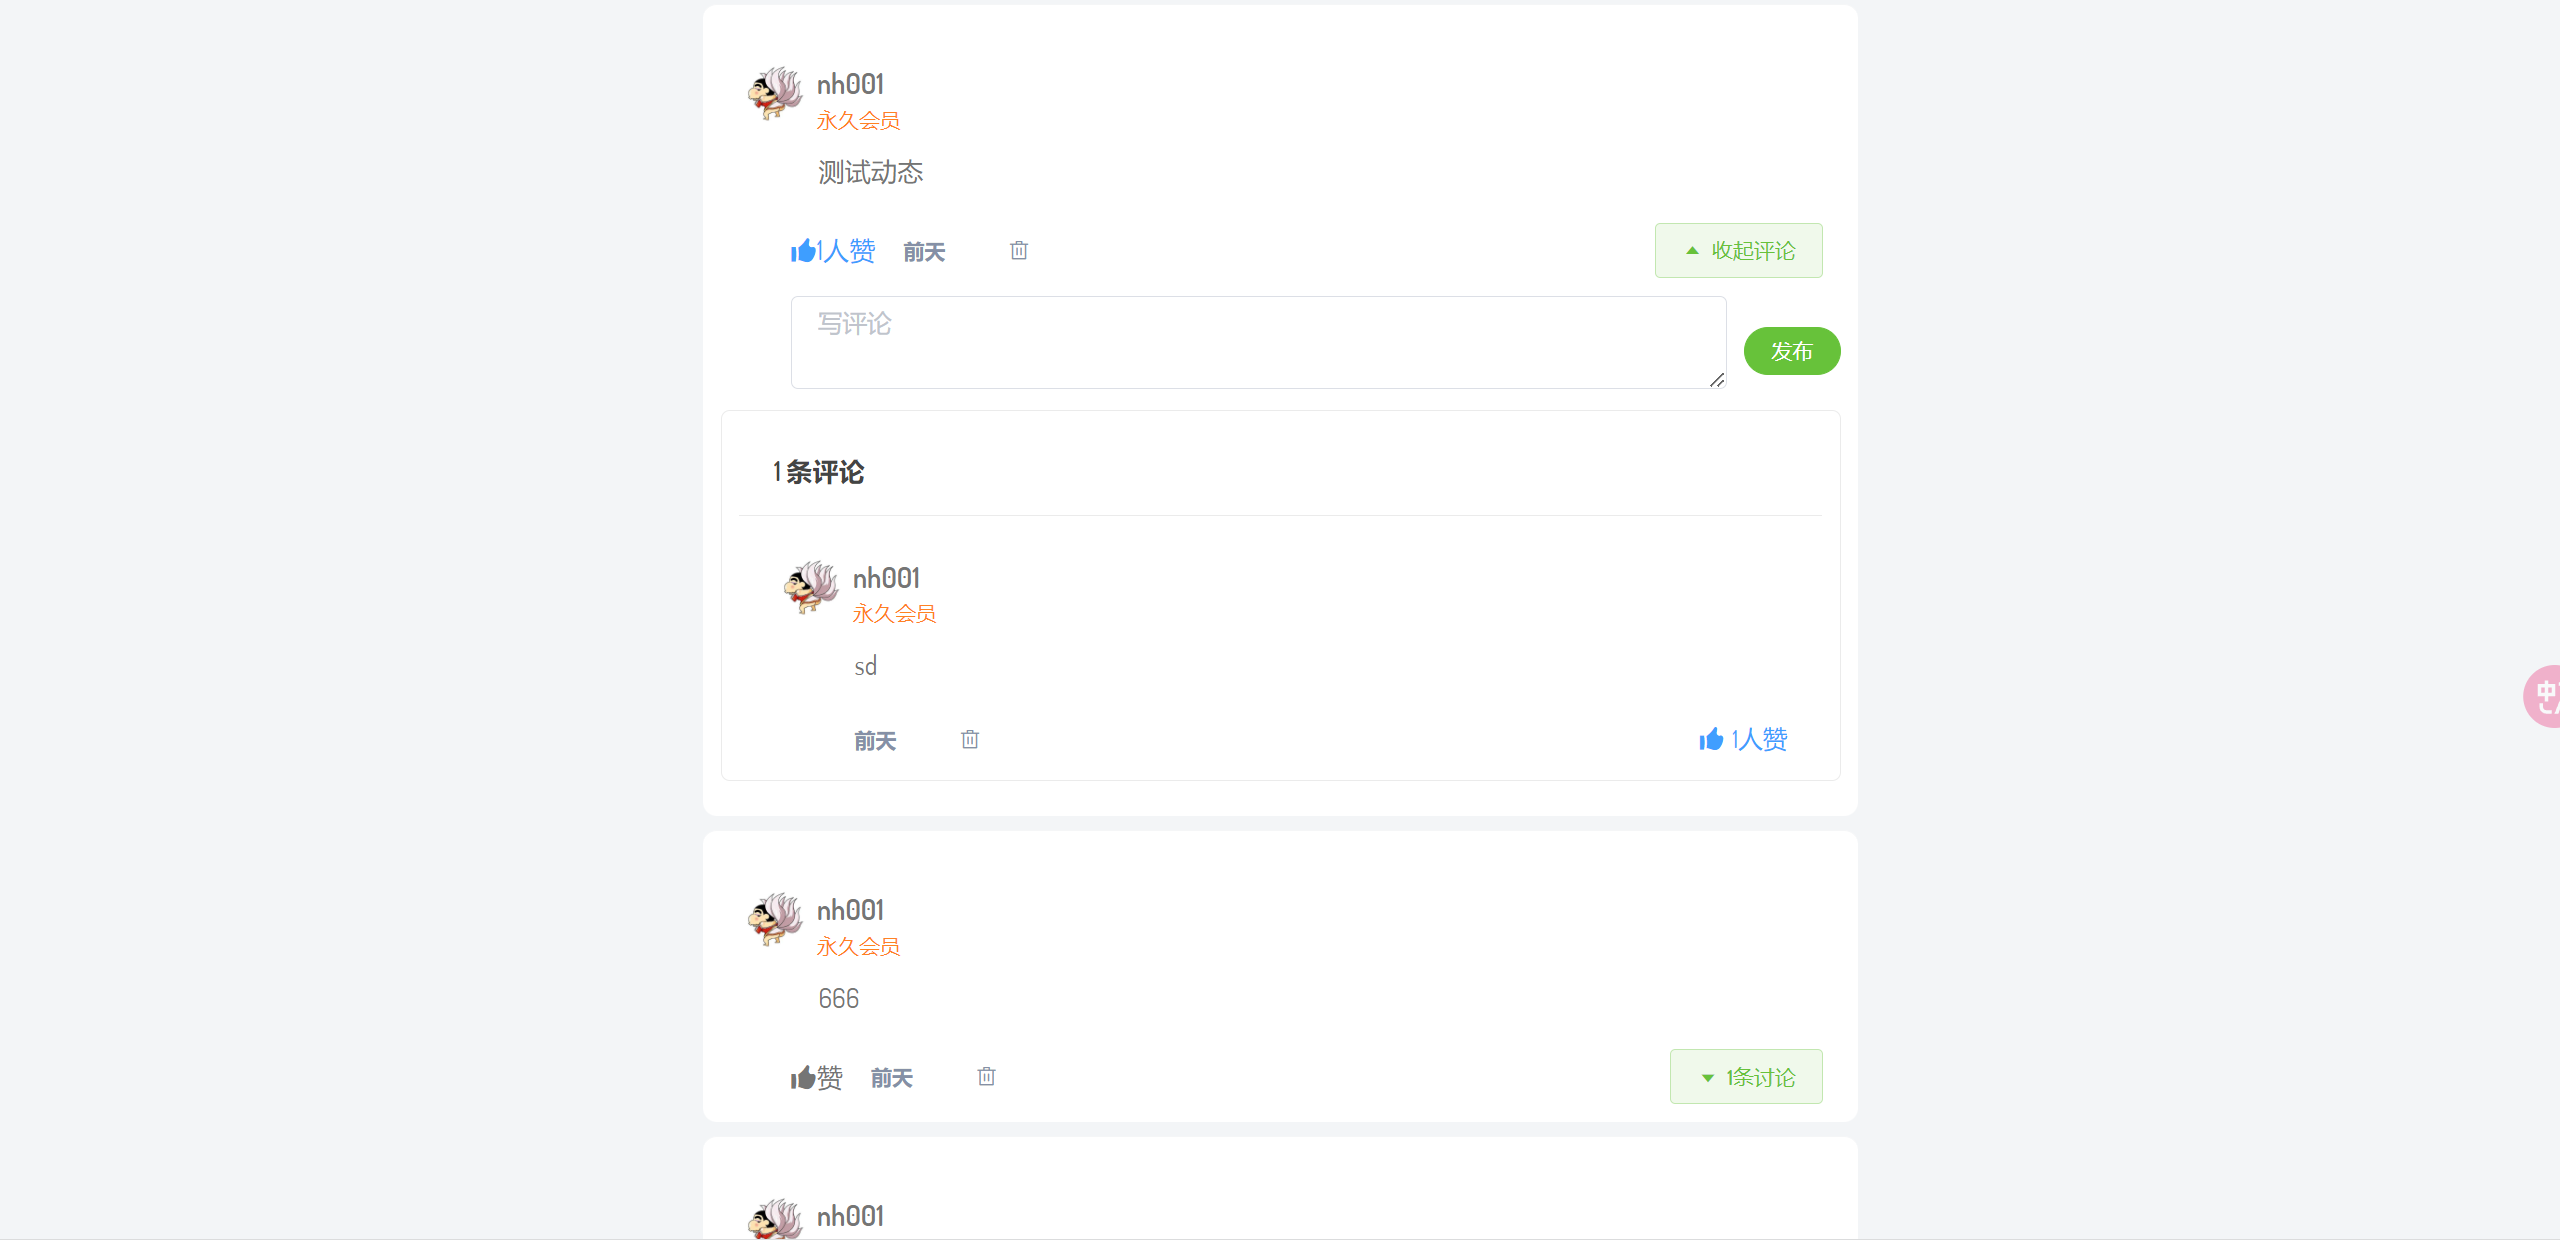 nh001
永久会员
测试动态
1人赞 前天 收起评论
写评论
发布
1 条评论
nh001
永久会员
sd
前天 1人赞
nh001
永久会员
666
赞 前天 1条讨论
nh001